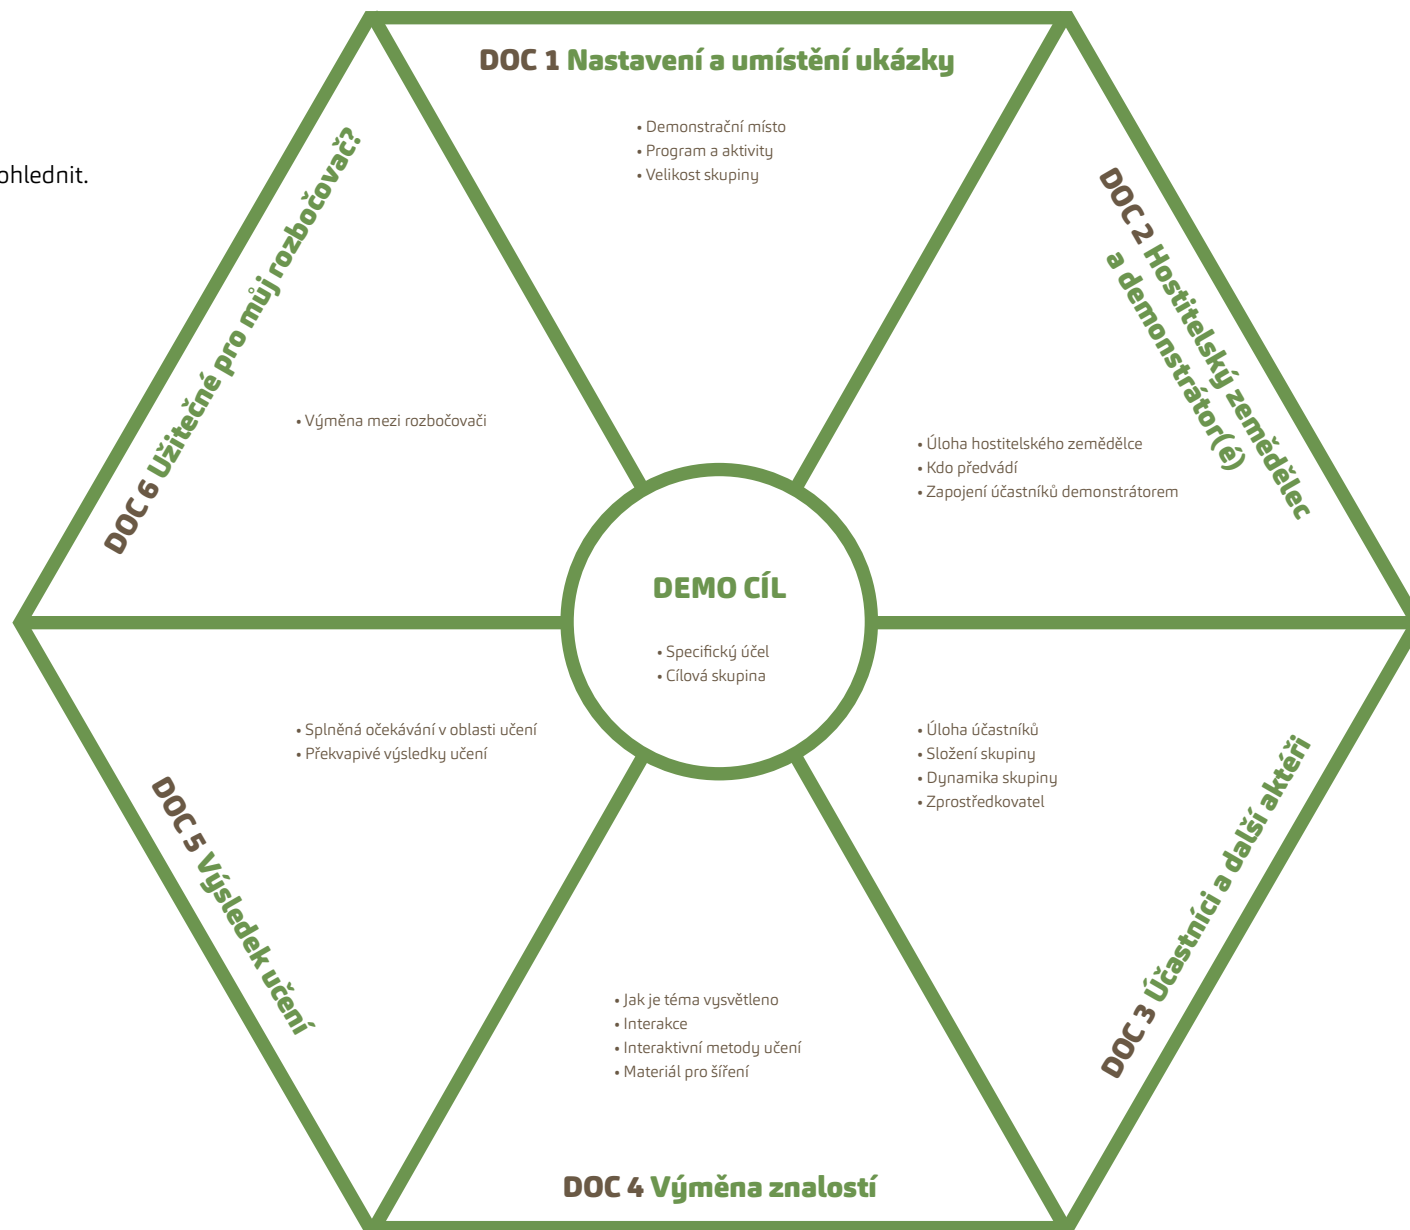 ohlednit.
DOC 1 Nastavení a umístění ukázky
• Demonstrační místo
• Program a aktivity
• Velikost skupiny
DOC 2 Hostitelský zemědělec
a demonstrátor(é)
• Úloha hostitelského zemědělce
• Kdo předvádí
• Zapojení účastníků demonstrátorem
DOC 6 Užitečné pro můj rozbočovač?
• Výměna mezi rozbočovači
DEMO CÍL
• Specifický účel
• Cílová skupina
• Splněná očekávání v oblasti učení
• Překvapivé výsledky učení
DOC 5 Výsledek učení
• Úloha účastníků
• Složení skupiny
• Dynamika skupiny
• Zprostředkovatel
DOC 3 Účastníci a další aktéři
• Jak je téma vysvětleno
• Interakce
• Interaktivní metody učení
• Materiál pro šíření
DOC 4 Výměna znalostí